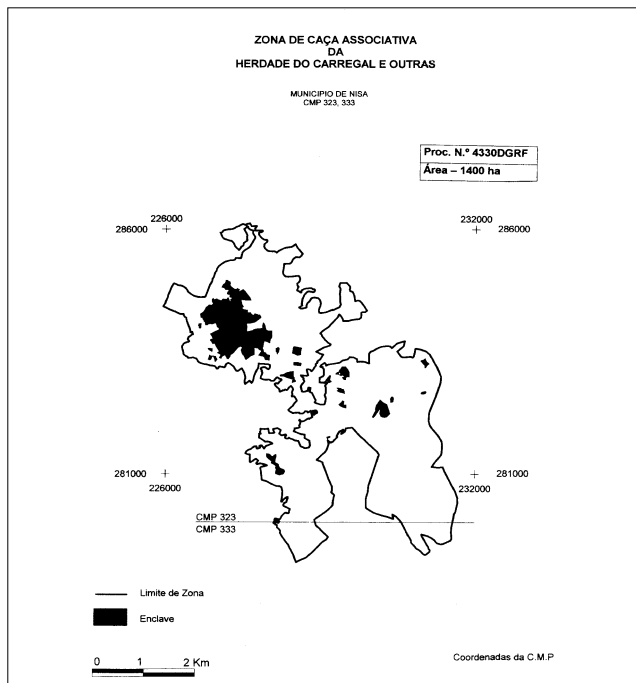 ZONA DE CAÇA ASSOCIATIVA
DA
HERDADE DO CARREGAL E OUTRAS
MUNICIPIO DE NISA
CMP 323, 333
Proc. N.º 4330DGRF
Área – 1400 ha
226000
286000
232000
286000
281000
226000
281000
232000
CMP 323
CMP 333
Limite de Zona
Enclave
0 1 2 Km
Coordenadas da C.M.P